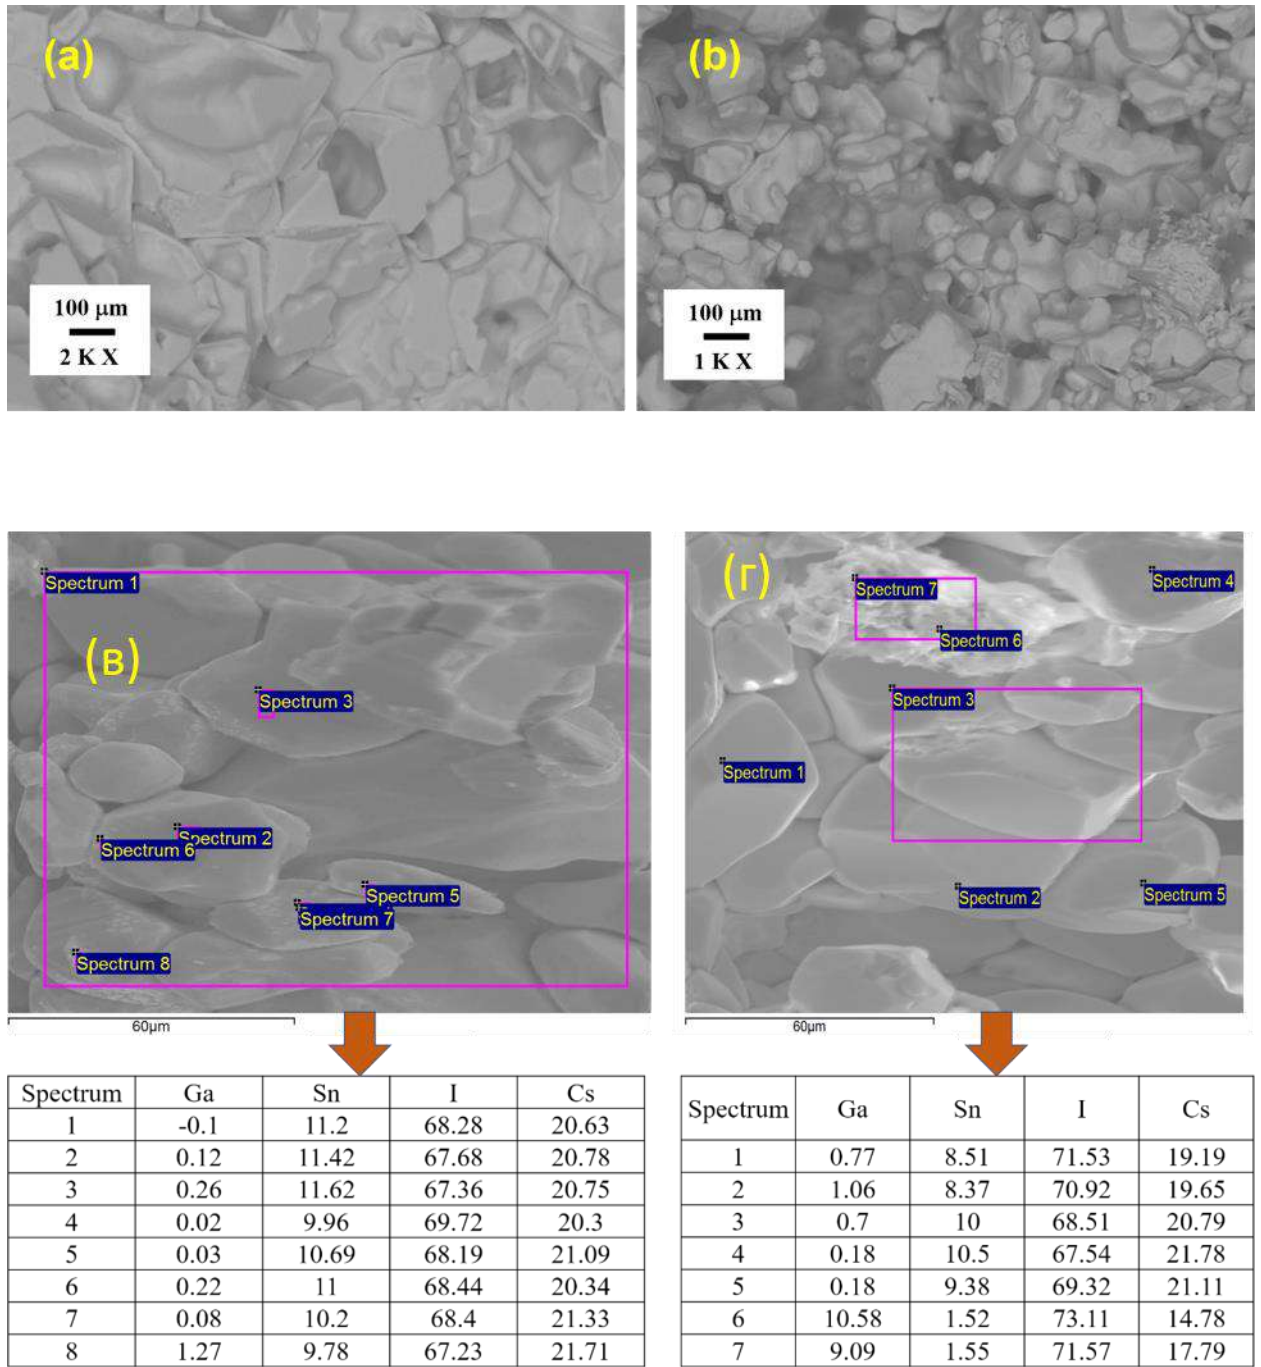 (a)
(b)
100 μm
2 K X
100 μm
1 K X
Spectrum 1
(в)
Spectrum 3
Spectrum 2
Spectrum 6
Spectrum 5
Spectrum 7
Spectrum 8
60μm
(г)
Spectrum 7
Spectrum 4
Spectrum 6
Spectrum 3
Spectrum 1
Spectrum 2
Spectrum 5
60μm
Spectrum Ga Sn I Cs
1 -0.1 11.2 68.28 20.63
2 0.12 11.42 67.68 20.78
3 0.26 11.62 67.36 20.75
4 0.02 9.96 69.72 20.3
5 0.03 10.69 68.19 21.09
6 0.22 11 68.44 20.34
7 0.08 10.2 68.4 21.33
8 1.27 9.78 67.23 21.71
Spectrum Ga Sn I Cs
1 0.77 8.51 71.53 19.19
2 1.06 8.37 70.92 19.65
3 0.7 10 68.51 20.79
4 0.18 10.5 67.54 21.78
5 0.18 9.38 69.32 21.11
6 10.58 1.52 73.11 14.78
7 9.09 1.55 71.57 17.79